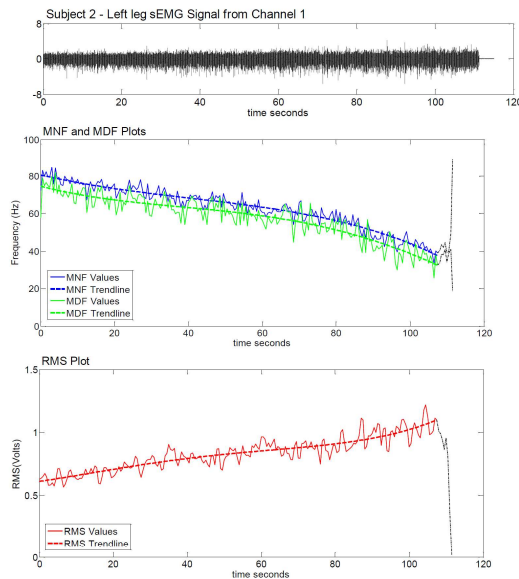 Subject 2 - Left leg sEMG Signal from Channel 1
8
0
-8
0 20 40 60 80 100 120
time seconds
MNF and MDF Plots
100
80
60
40
20
0
Frequency (Hz)
MNF Values
MNF Trendline
MDF Values
MDF Trendline
0 20 40 60 80 100 120
time seconds
RMS Plot
1.5
1
0.5
0
RMS(Volts)
RMS Values
RMS Trendline
0 20 40 60 80 100 120
time seconds